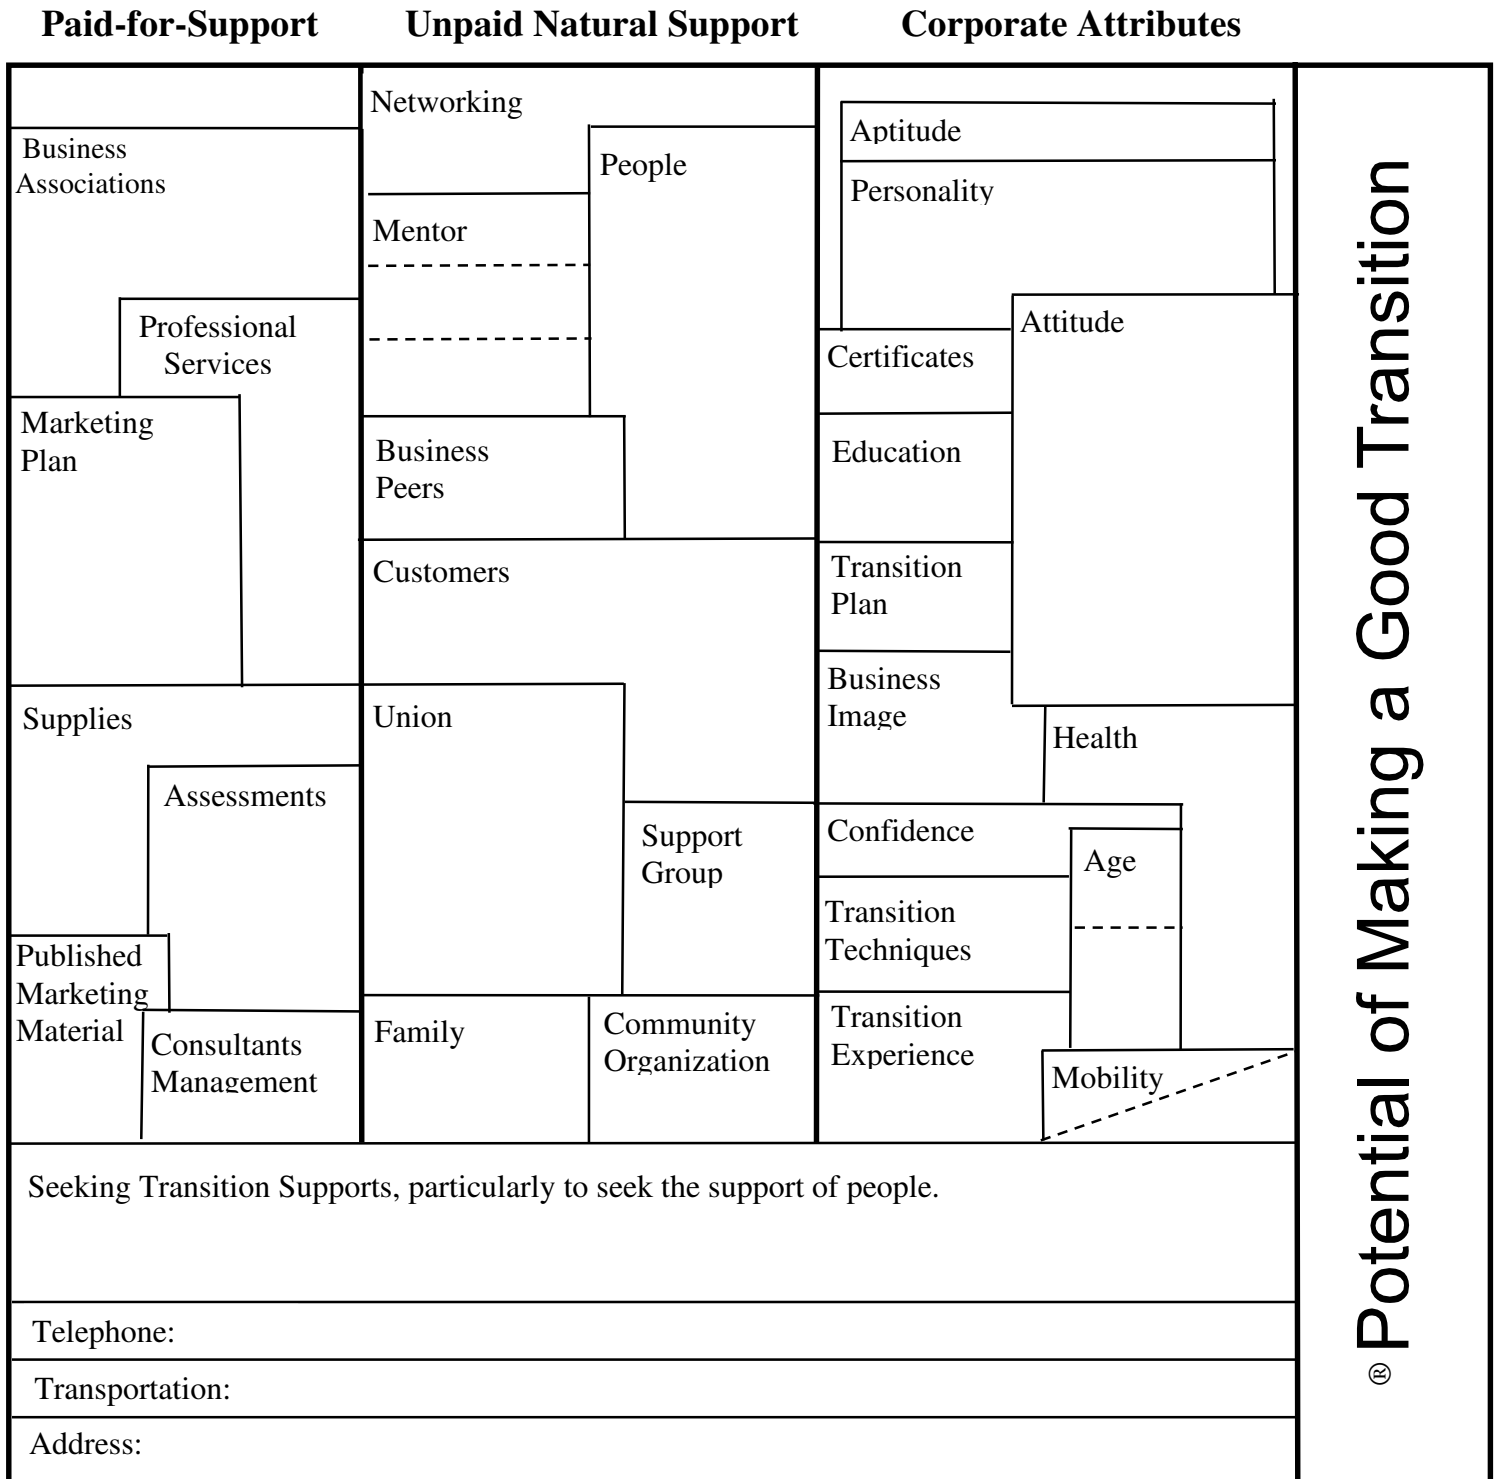 Paid-for-Support
Unpaid Natural Support
Corporate Attributes
Business
Associations
Professional
Services
Marketing
Plan
Supplies
Assessments
Published
Marketing
Material
Consultants
Management
Networking
People
Mentor
Business
Peers
Customers
Union
Support
Group
Family
Community
Organization
Aptitude
Personality
Attitude
Certificates
Education
Transition
Plan
Business
Image
Health
Confidence
Age
Transition
Techniques
Transition
Experience
Mobility
Seeking Transition Supports, particularly to seek the support of people.
Telephone:
Transportation:
Address:
® Potential of Making a Good Transition